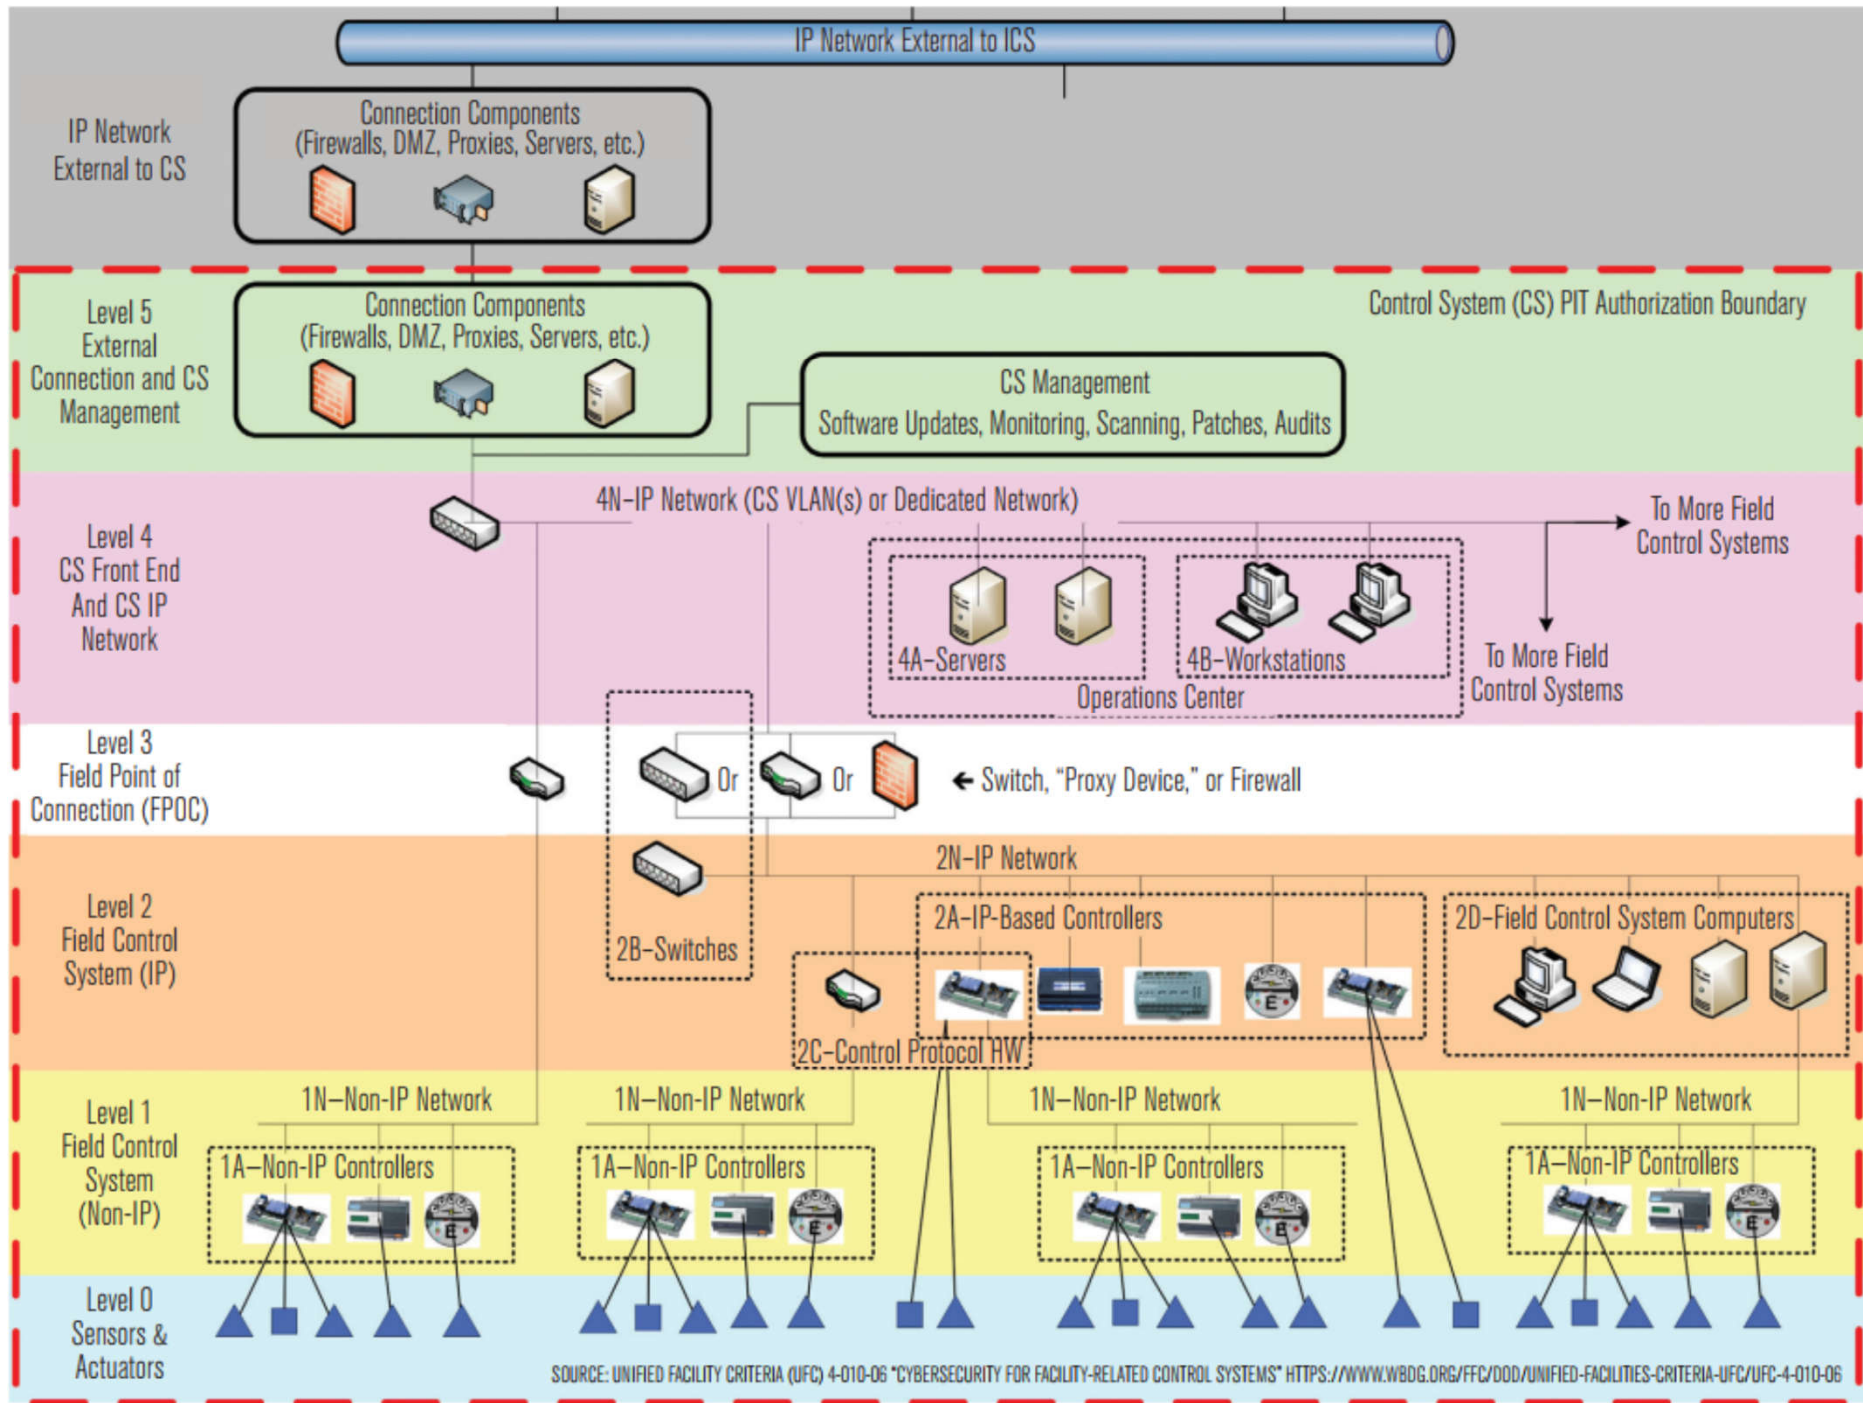 IP Network External to ICS
IP Network
External to CS
Connection Components
(Firewalls, DMZ, Proxies, Servers, etc.)
Level 5
External
Connection and CS
Management
Connection Components
(Firewalls, DMZ, Proxies, Servers, etc.)
Control System (CS) PIT Authorization Boundary
CS Management
Software Updates, Monitoring, Scanning, Patches, Audits
Level 4
CS Front End
And CS IP
Network
4N-IP Network (CS VLAN(s) or Dedicated Network)
To More Field
Control Systems
4A-Servers
4B-Workstations
Operations Center
To More Field
Control Systems
Level 3
Field Point of
Connection (FPOC)
Or
Or
← Switch, "Proxy Device," or Firewall
Level 2
Field Control
System (IP)
2N-IP Network
2B-Switches
2A-IP-Based Controllers
2D-Field Control System Computers
E
2C-Control Protocol HW
Level 1
Field Control
System
(Non-IP)
1N-Non-IP Network
1N-Non-IP Network
1N-Non-IP Network
1N-Non-IP Network
1A-Non-IP Controllers
1A-Non-IP Controllers
1A-Non-IP Controllers
1A-Non-IP Controllers
E
E
E
E
Level 0
Sensors &
Actuators
SOURCE: UNIFIED FACILITY CRITERIA (UFC) 4-010-06 "CYBERSECURITY FOR FACILITY-RELATED CONTROL SYSTEMS" HTTPS://WWW.WBDG.ORG/FFC/DOD/UNIFIED-FACILITIES-CRITERIA-UFC/UFC-4-010-06